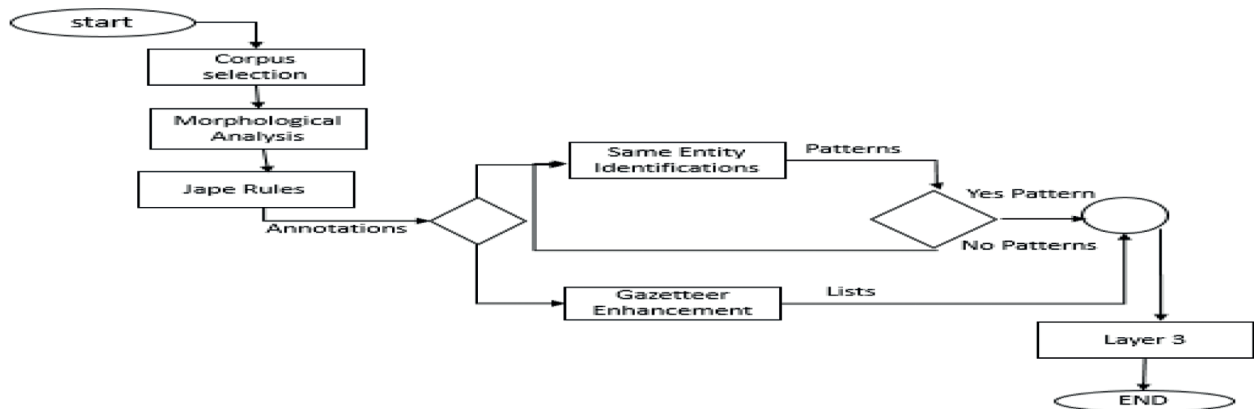 start
Corpus
selection
Morphological
Analysis
Jape Rules
Annotations
Same Entity
Identifications
Patterns
Yes Pattern
No Patterns
Gazetteer
Enhancement
Lists
Layer 3
END